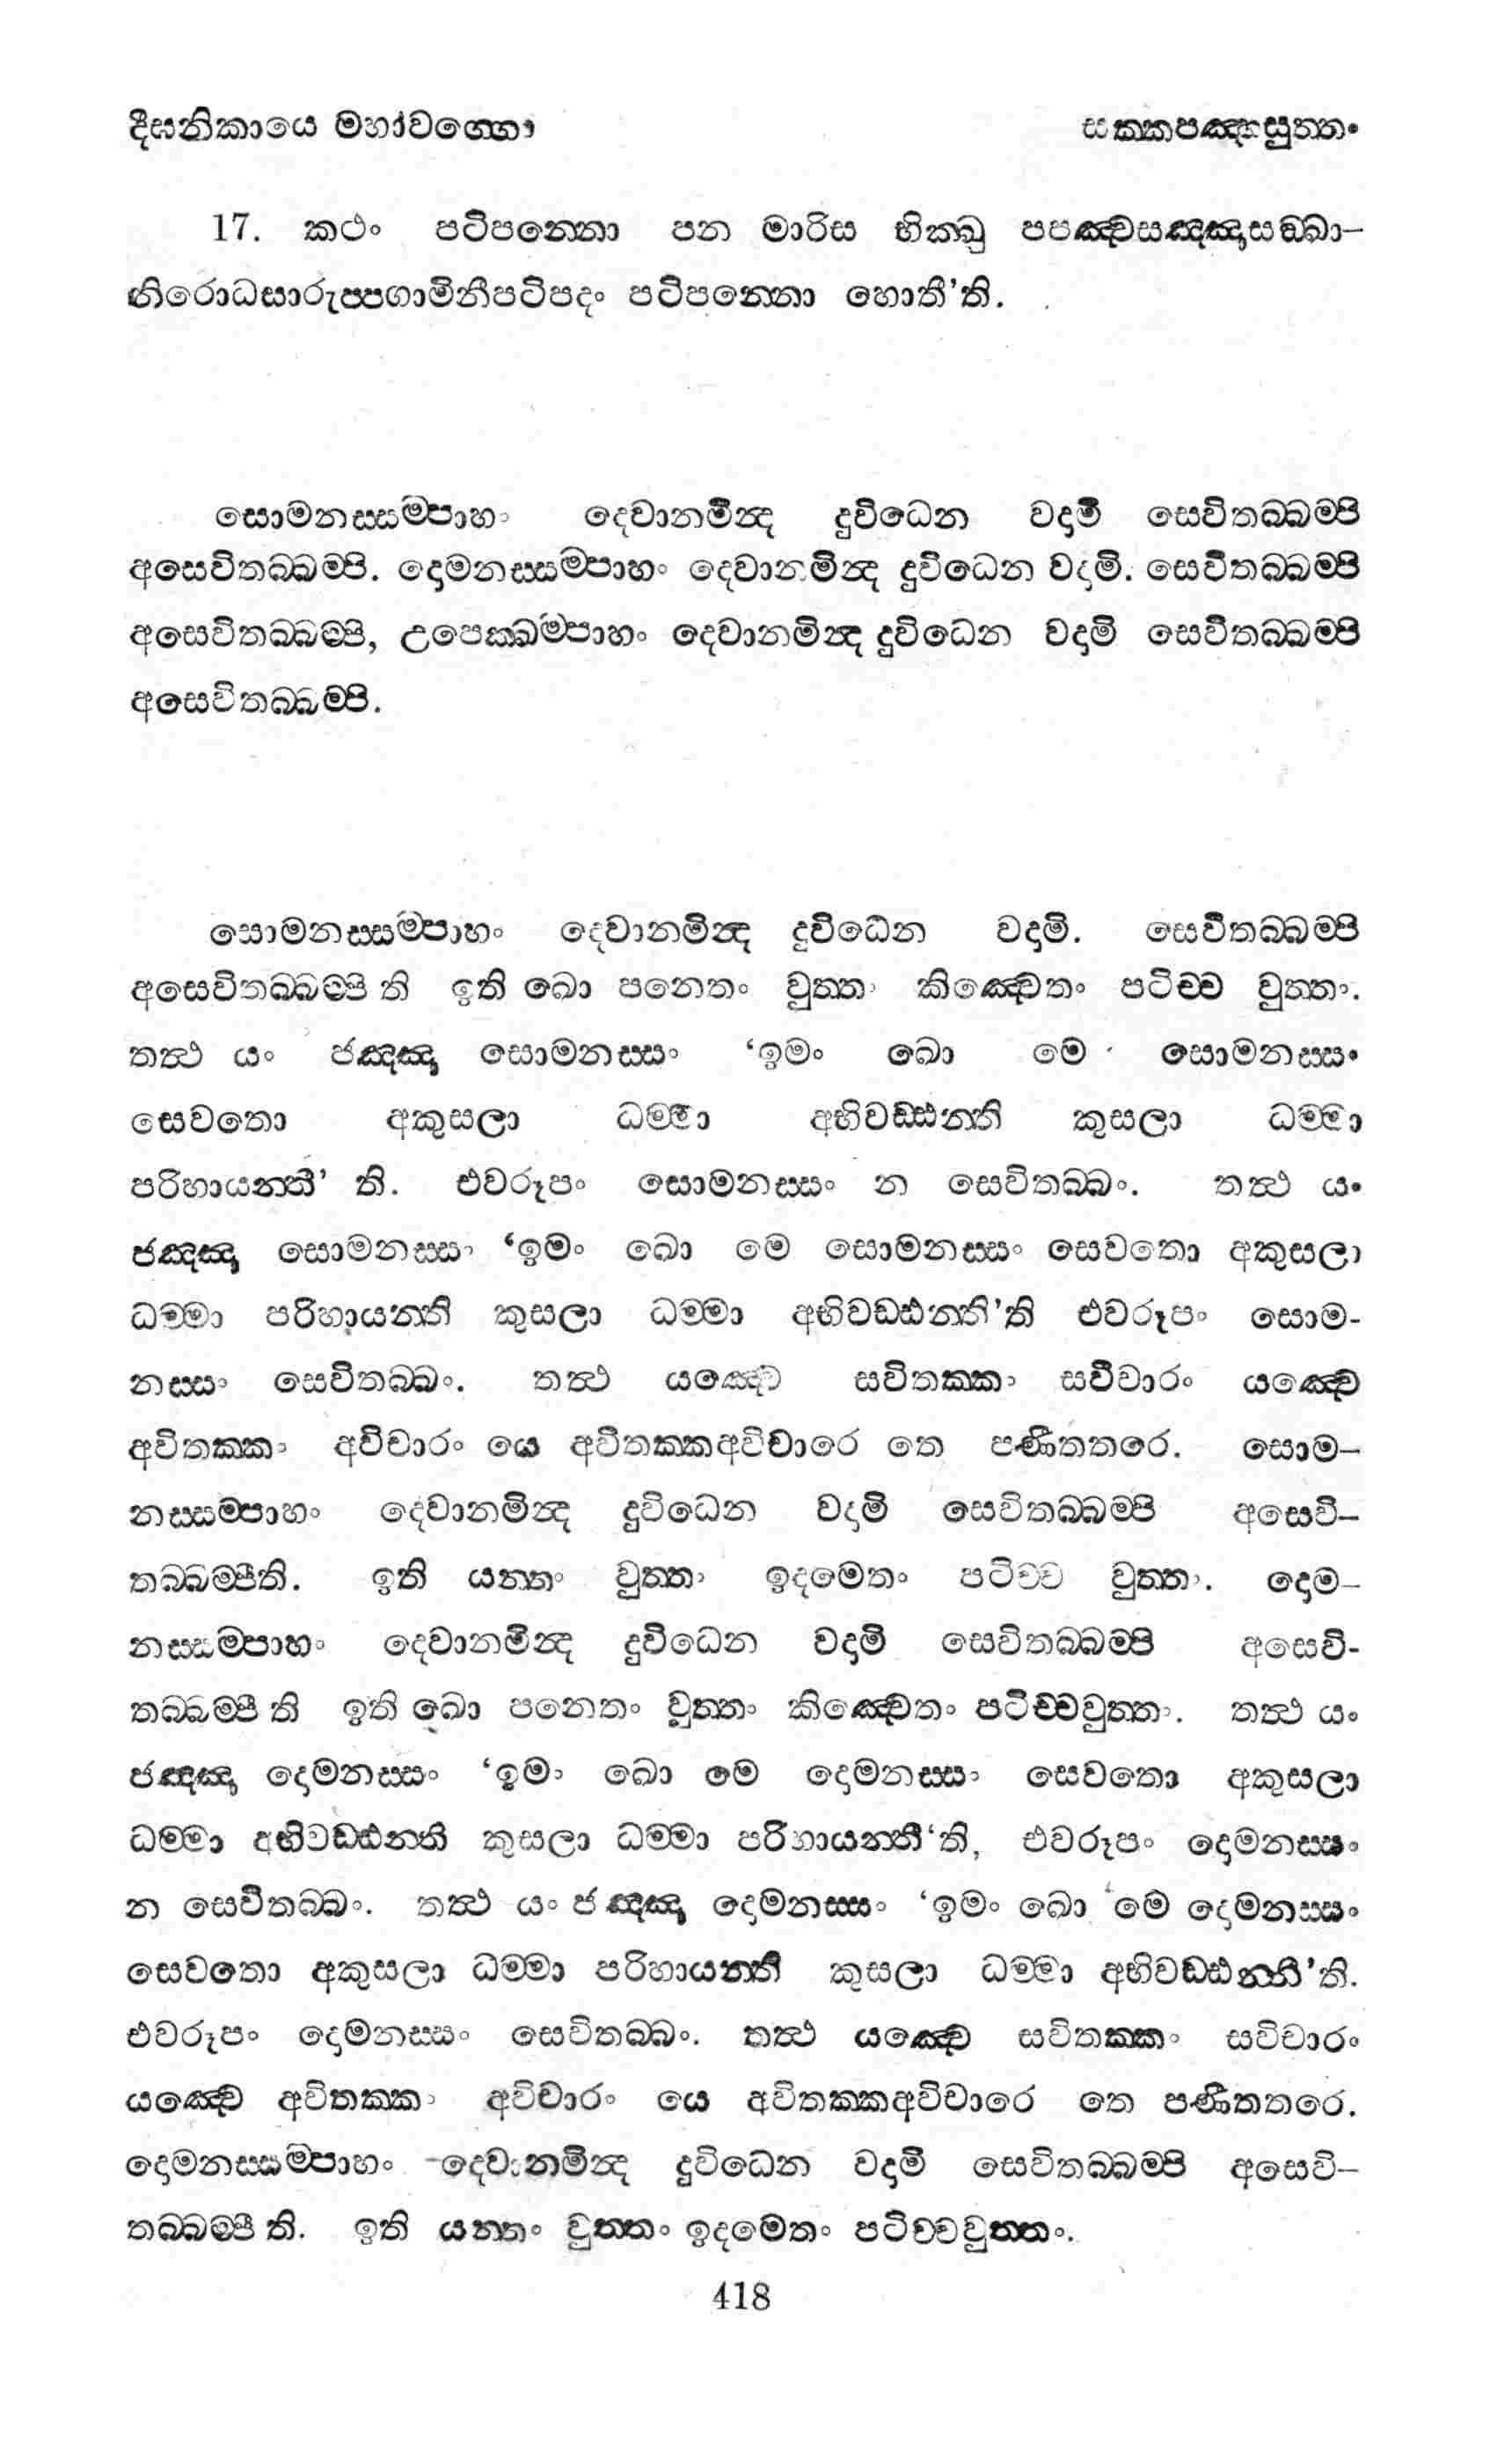 දීඝනිකායෙ මහාවග්ගො සක්කපඤ්හසුත්තං
17. කථං පටිපන්නො පන මාරිස භික්ඛු පපඤ්චසඤ්ඤාසඞ්ඛා–
නිරොධසාරුප්පගාමිනීපටිපදං පටිපන්නො හොතී’ති.
සොමනස්සම්පාහං දෙවානමින්ද දුවිධෙන වදාමි සෙවිතබ්බම්පි
අසෙවිතබ්බම්පි. දොමනස්සම්පාහං දෙවානමින්ද දුවිධෙන වදාමි. සෙවිතබ්බම්පි
අසෙවිතබ්බම්පි, උපෙක්ඛම්පාහං දෙවානමින්ද දුවිධෙන වදාමි සෙවිතබ්බම්පි
අසෙවිතබ්බම්පි.
සොමනස්සම්පාහං දෙවානමින්ද දුවිධෙන වදාමි. සෙවිතබ්බම්පි
අසෙවිතබ්බම්පි ති ඉති ඛො පනෙතං වුත්තං කිඤ්චෙතං පටිච්ච වුත්තං.
තත්ථ යං ජඤ්ඤා සොමනස්සං ‘ඉමං ඛො මෙ සොමනස්සං
සෙවතො අකුසලා ධම්මා අභිවඩ්ඪන්ති කුසලා ධම්මා
පරිහායන්තී’ ති. එවරූපං සොමනස්සං න සෙවිතබ්බං. තත්ථ යං
ජඤ්ඤා සොමනස්සං ‘ඉමං ඛො මෙ සොමනස්සං සෙවතො අකුසලා
ධම්මා පරිහායන්ති කුසලා ධම්මා අභිවඩ්ඪන්ති’ති එවරූපං සොම-
නස්සං සෙවිතබ්බං. තත්ථ යඤ්චෙ සවිතක්කං සවිචාරං යඤ්චෙ
අවිතක්කං අවිචාරං යෙ අවිතක්කඅවිචාරෙ තෙ පණීතතරෙ. සොම–
නස්සම්පාහං දෙවානමින්ද දුවිධෙන වදාමි සෙවිතබ්බම්පි අසෙවි–
තබ්බම්පීති. ඉති යන්තං වුත්තං ඉදමෙතං පටිච්ච වුත්තං. දොම–
නස්සම්පාහං දෙවානමින්ද දුවිධෙන වදාමි සෙවිතබ්බම්පි අසෙවි-
තබ්බම්පී ති ඉති ඛො පනෙතං වුත්තං කිඤ්චෙතං පටිච්චවුත්තං. තත්ථ යං
ජඤ්ඤා දොමනස්සං ‘ඉමං ඛො මෙ දොමනස්සං සෙවතො අකුසලා
ධම්මා අභිවඩ්ඪන්ති කුසලා ධම්මා පරිහායන්තී‘ති, එවරූපං දොමනස්සං
න සෙවිතබ්බං. තත්ථ යං ජඤ්ඤා දොමනස්සං ‘ඉමං ඛො මෙ දොමනස්සං
සෙවතො අකුසලා ධම්මා පරිහායන්ති කුසලා ධම්මා අභිවඩ්ඪන්තී’ති.
එවරූපං දොමනස්සං සෙවිතබ්බං. තත්ථ යඤ්චෙ සවිතක්කං සවිචාරං
යඤ්චෙ අවිතක්කං අවිචාරං යෙ අවිතක්කඅවිචාරෙ තෙ පණීතතරෙ.
දොමනස්සම්පාහං දෙවානමින්ද දුවිධෙන වදාමි සෙවිතබ්බම්පි අසෙවි–
තබ්බම්පී ති. ඉති යන්තං වුත්තං ඉදමෙතං පටිච්චවුත්තං.
418